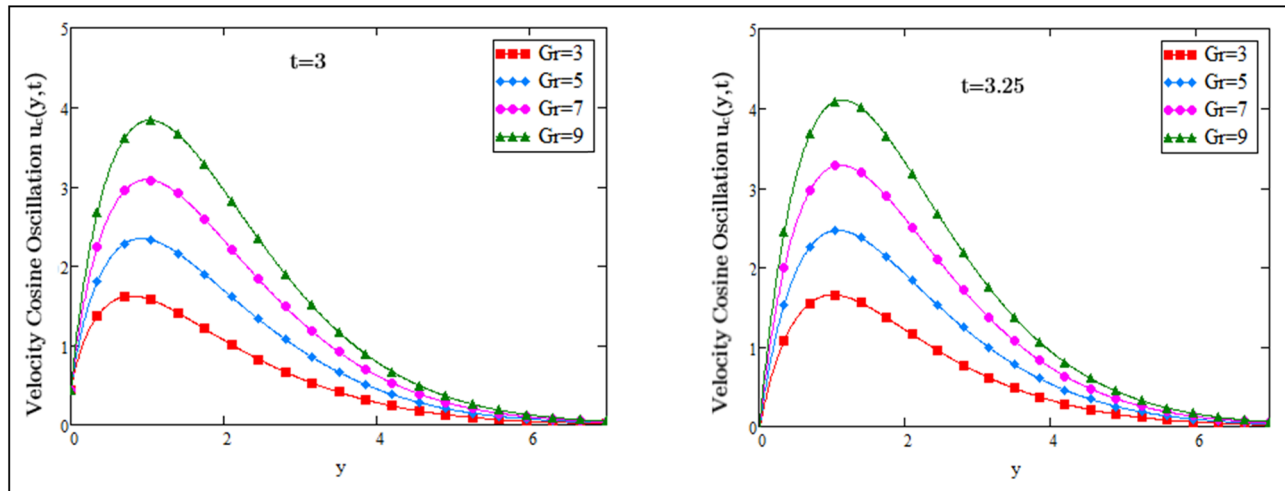 Velocity Cosine Oscillation u_c(y,t)
5
4
3
2
1
0
t=3
Gr=3
Gr=5
Gr=7
Gr=9
0
2
4
6
y
Velocity Cosine Oscillation u_c(y,t)
5
4
3
2
1
0
t=3.25
Gr=3
Gr=5
Gr=7
Gr=9
0
2
4
6
y